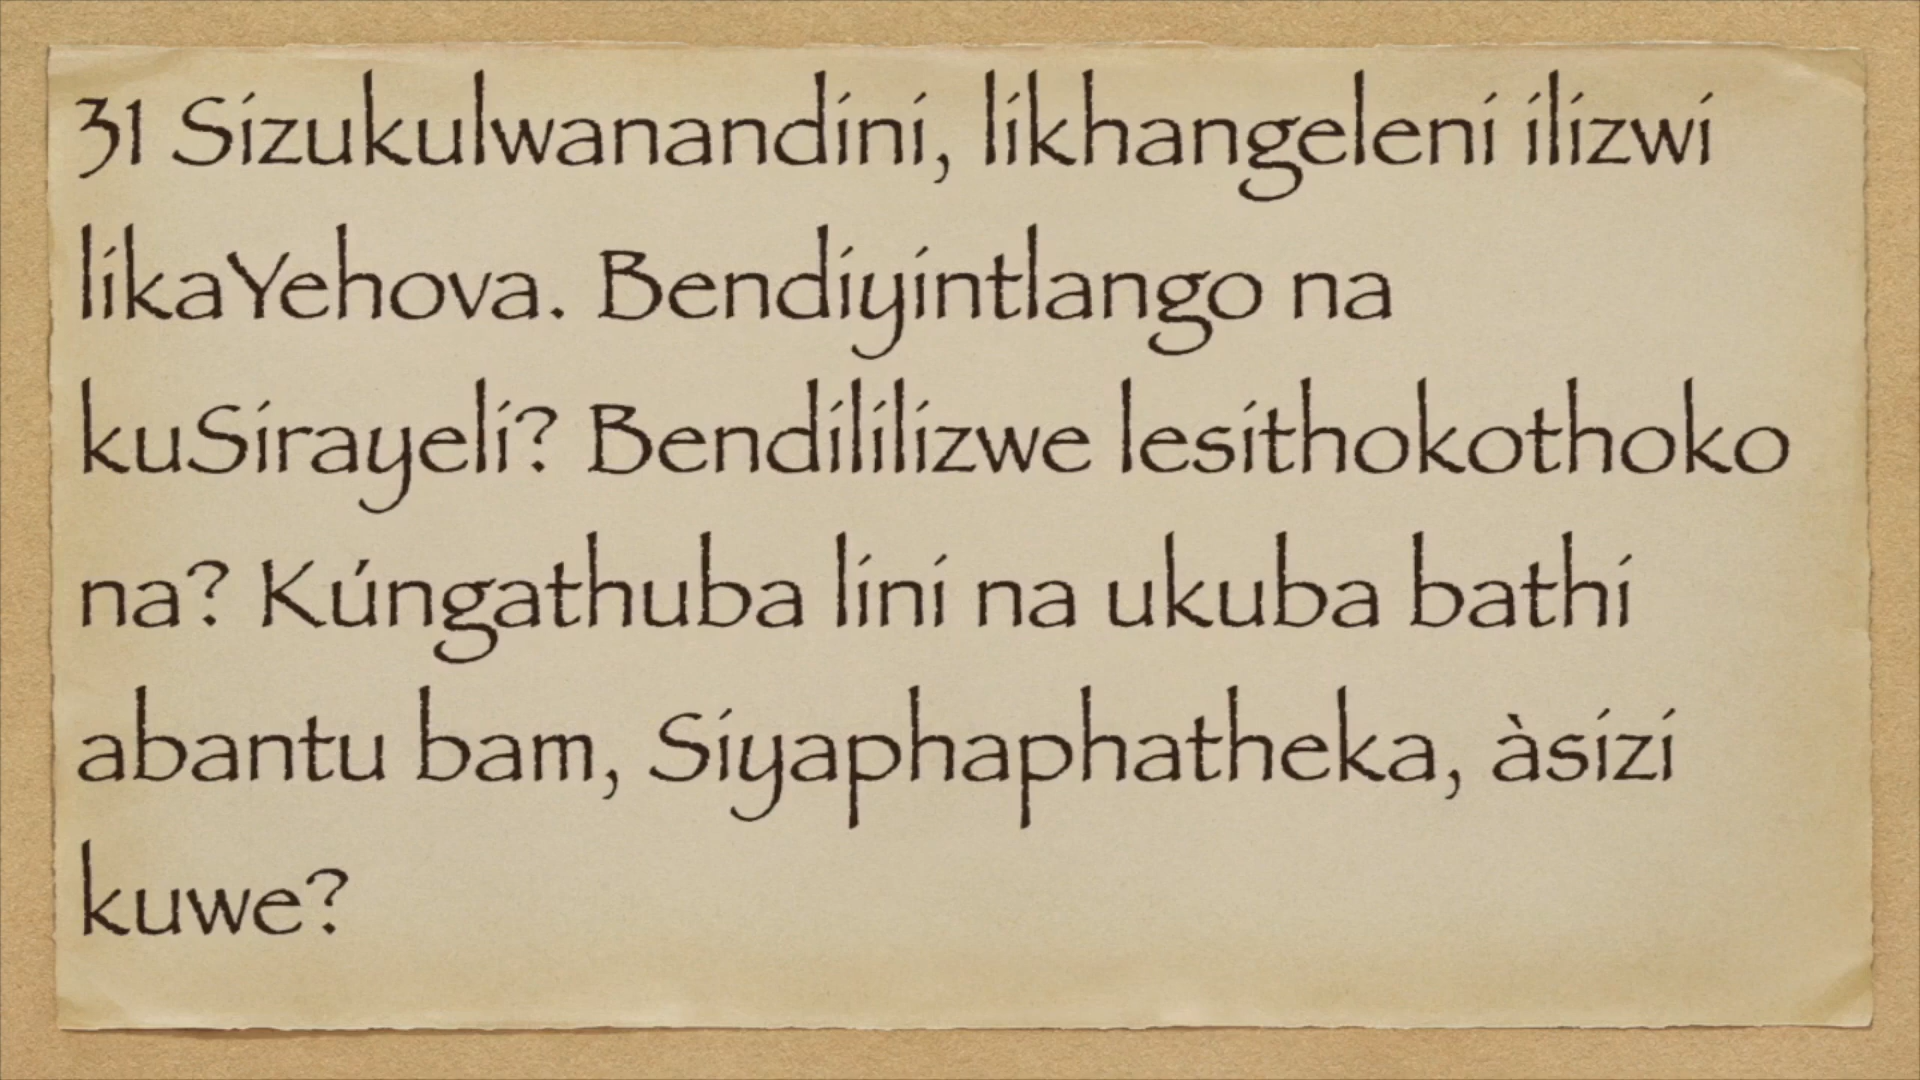 31 Sizukulwanandini, likhangeleni ilizwi
likaYehova. Bendiyintlango na
kuSirayeli? Bendililizwe lesithokothoko
na? Kúngathuba lini na ukuba bathi
abantu bam, Siyaphaphatheka, àsizi
kuwe?